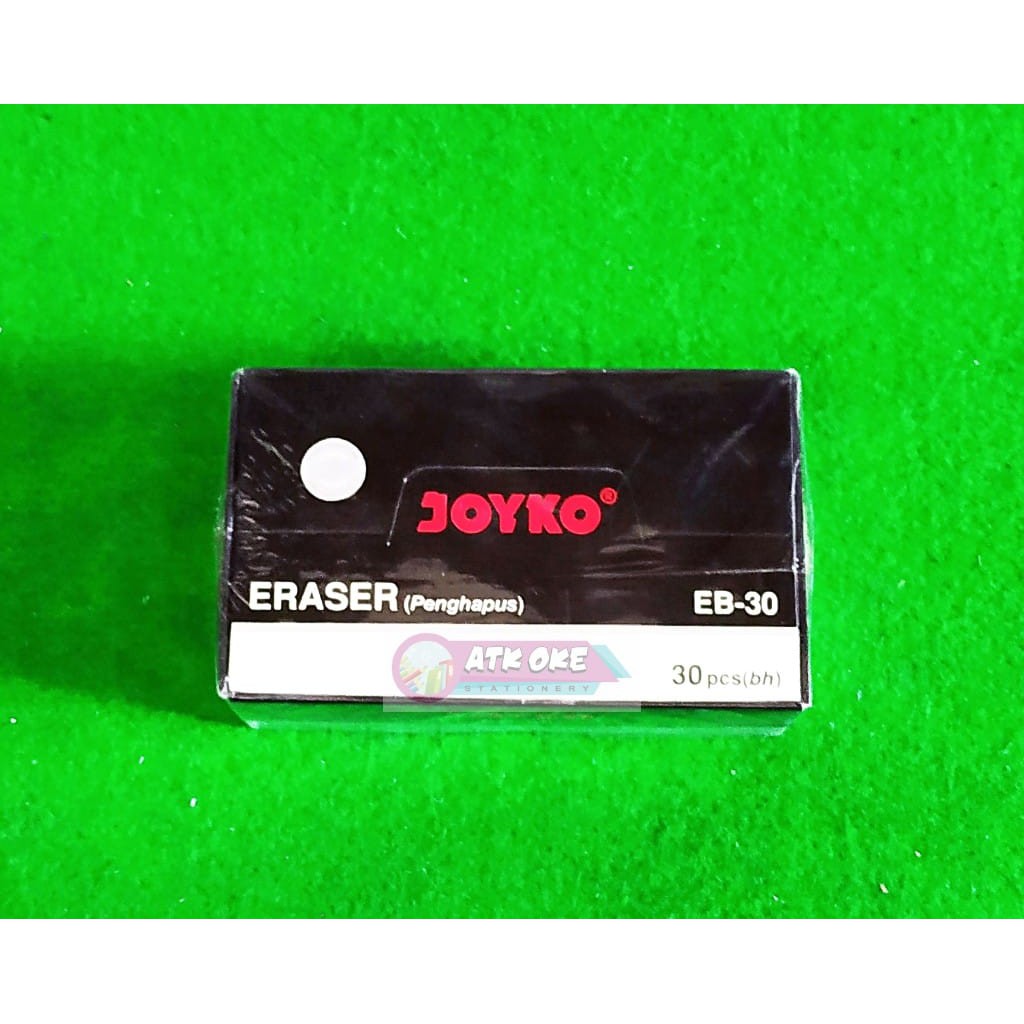 JOYKO®
ERASER (Penghapus) EB-30
ATK OKE
STATIONERY
30 pcs(bh)